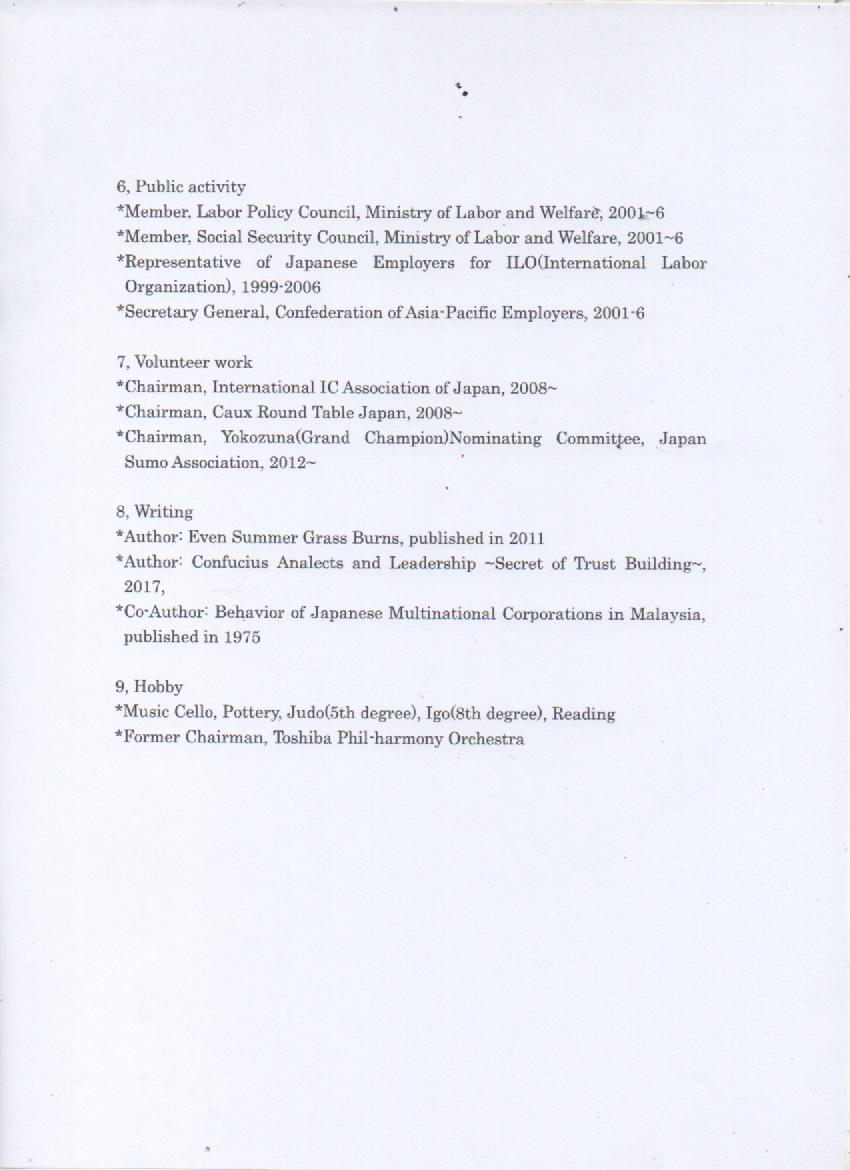 6, Public activity
*Member, Labor Policy Council, Ministry of Labor and Welfare, 2001~6
*Member, Social Security Council, Ministry of Labor and Welfare, 2001~6
*Representative of Japanese Employers for ILO(International Labor
Organization), 1999-2006
*Secretary General, Confederation of Asia-Pacific Employers, 2001-6
7, Volunteer work
*Chairman, International IC Association of Japan, 2008~
*Chairman, Caux Round Table Japan, 2008~
*Chairman, Yokozuna(Grand Champion)Nominating Committee, Japan
Sumo Association, 2012~
8, Writing
*Author: Even Summer Grass Burns, published in 2011
*Author: Confucius Analects and Leadership ~Secret of Trust Building~,
2017,
*Co-Author: Behavior of Japanese Multinational Corporations in Malaysia,
published in 1975
9, Hobby
*Music Cello, Pottery, Judo(5th degree), Igo(8th degree), Reading
*Former Chairman, Toshiba Phil-harmony Orchestra